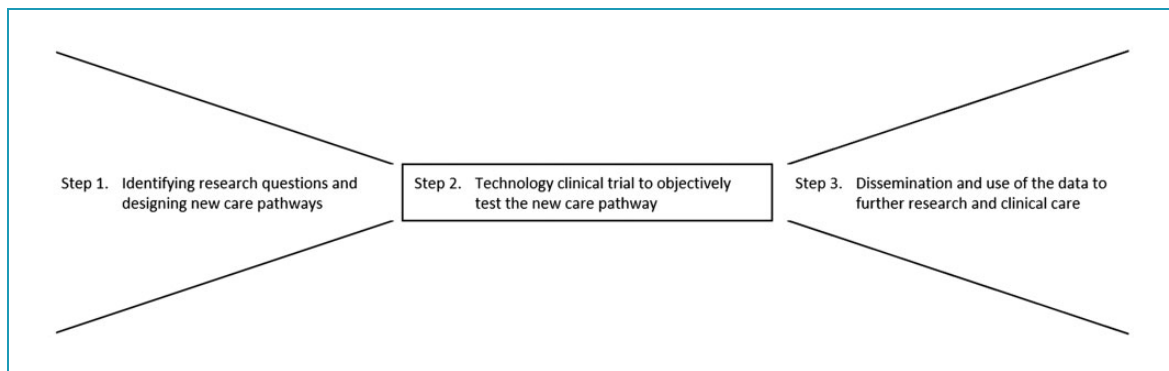 Step 1. Identifying research questions and
designing new care pathways
Step 2. Technology clinical trial to objectively
test the new care pathway
Step 3. Dissemination and use of the data to
further research and clinical care